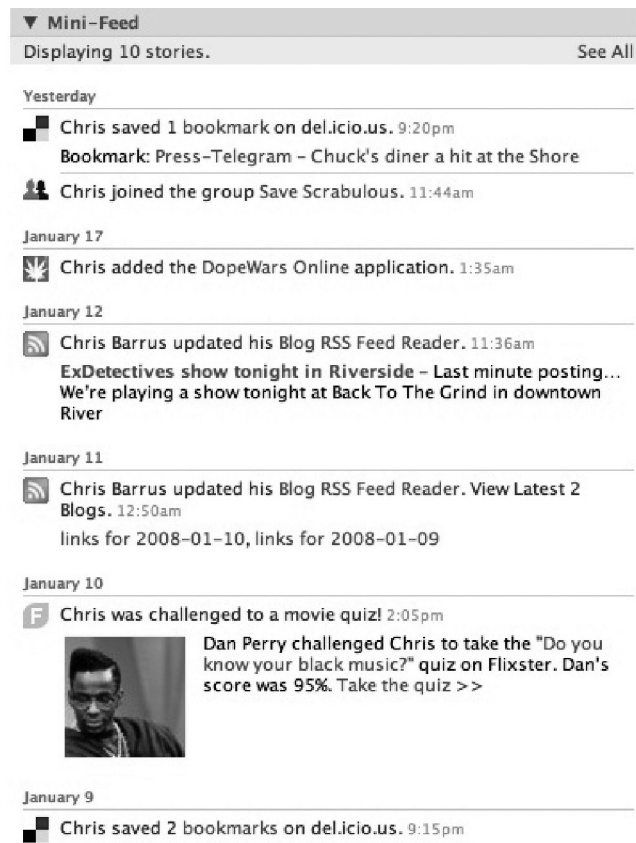 ▼ Mini-Feed
Displaying 10 stories. See All
Yesterday
Chris saved 1 bookmark on del.icio.us. 9:20pm
Bookmark: Press-Telegram – Chuck's diner a hit at the Shore
Chris joined the group Save Scrabulous. 11:44am
January 17
Chris added the DopeWars Online application. 1:35am
January 12
Chris Barrus updated his Blog RSS Feed Reader. 11:36am
ExDetectives show tonight in Riverside – Last minute posting...
We're playing a show tonight at Back To The Grind in downtown
River
January 11
Chris Barrus updated his Blog RSS Feed Reader. View Latest 2
Blogs. 12:50am
links for 2008-01-10, links for 2008-01-09
January 10
F Chris was challenged to a movie quiz! 2:05pm
Dan Perry challenged Chris to take the "Do you
know your black music?" quiz on Flixster. Dan's
score was 95%. Take the quiz >>
January 9
Chris saved 2 bookmarks on del.icio.us. 9:15pm